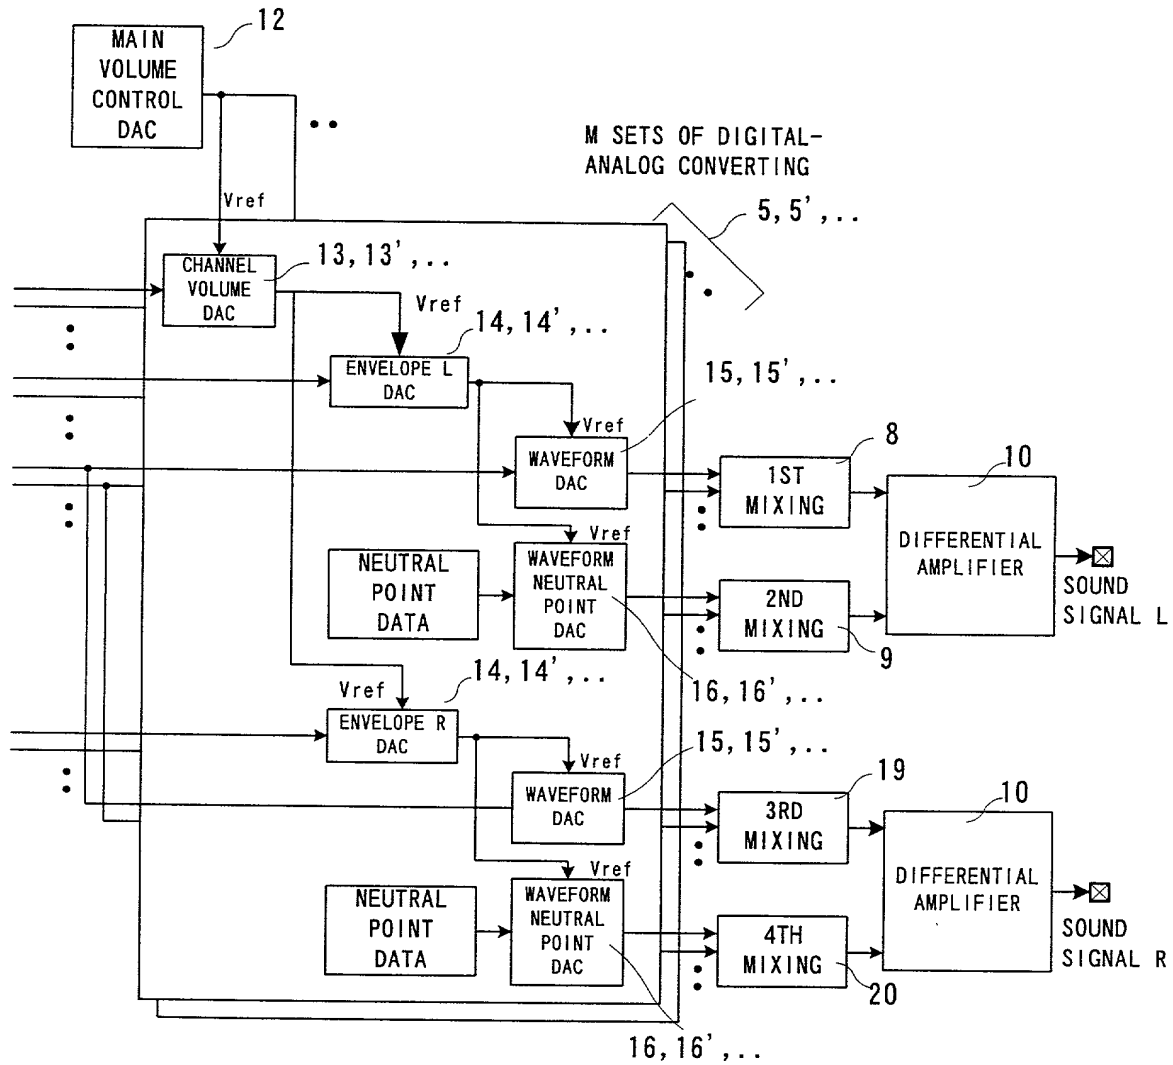 12
MAIN
VOLUME
CONTROL
DAC
M SETS OF DIGITAL-
ANALOG CONVERTING
5, 5', ..
Vref
CHANNEL
VOLUME
DAC
13, 13', ..
Vref
14, 14', ..
ENVELOPE L
DAC
15, 15', ..
Vref
WAVEFORM
DAC
8
1ST
MIXING
10
DIFFERENTIAL
AMPLIFIER
SOUND
SIGNAL L
Vref
NEUTRAL
POINT
DATA
WAVEFORM
NEUTRAL
POINT
DAC
2ND
MIXING
9
16, 16', ..
14, 14', ..
Vref
ENVELOPE R
DAC
15, 15', ..
Vref
WAVEFORM
DAC
19
3RD
MIXING
10
DIFFERENTIAL
AMPLIFIER
SOUND
SIGNAL R
Vref
NEUTRAL
POINT
DATA
WAVEFORM
NEUTRAL
POINT
DAC
4TH
MIXING
20
16, 16', ..